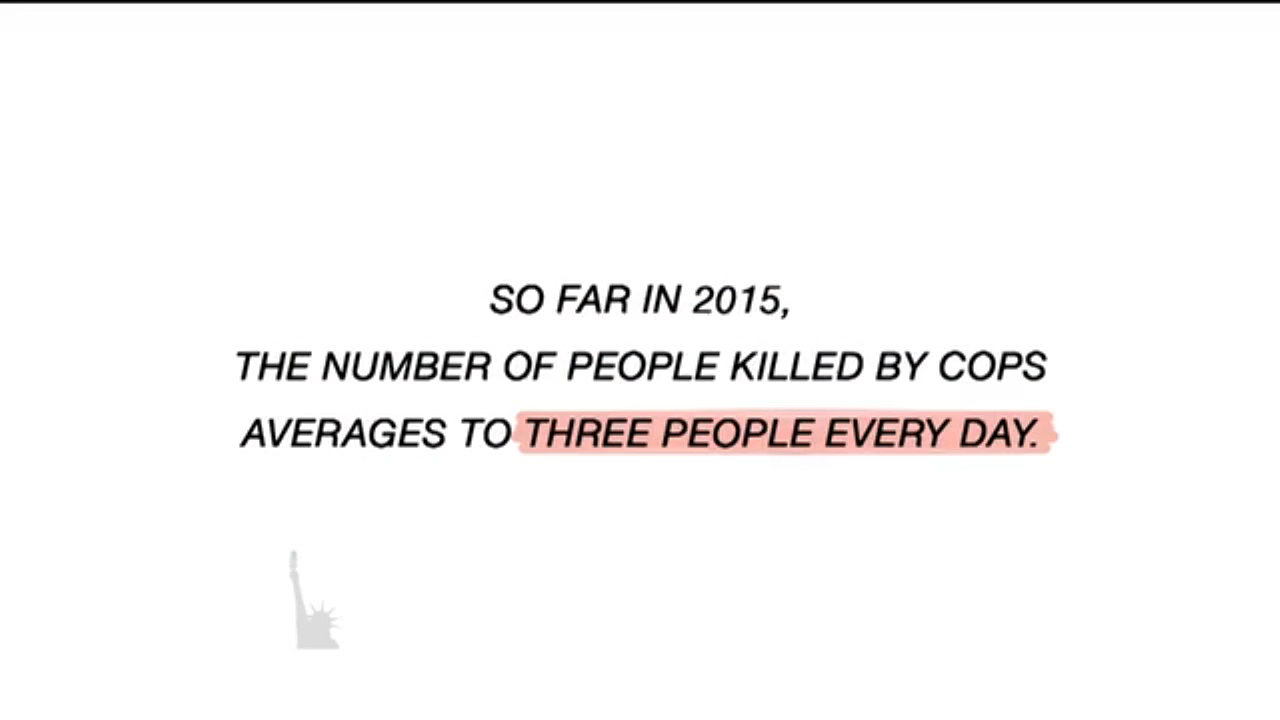 SO FAR IN 2015,
THE NUMBER OF PEOPLE KILLED BY COPS
AVERAGES TO THREE PEOPLE EVERY DAY.